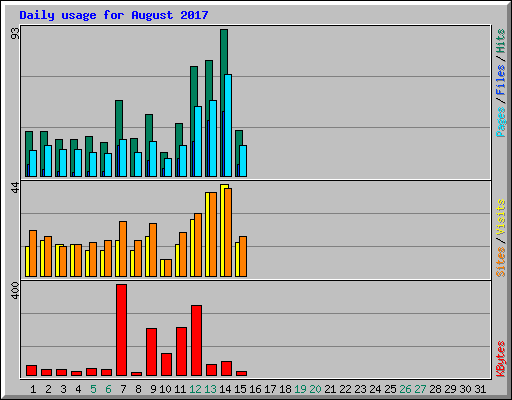 Daily usage for August 2017
93
44
400
Pages/Files/Hits
Sites/Visits
KBytes
1 2 3 4 5 6 7 8 9 10 11 12 13 14 15 16 17 18 19 20 21 22 23 24 25 26 27 28 29 30 31